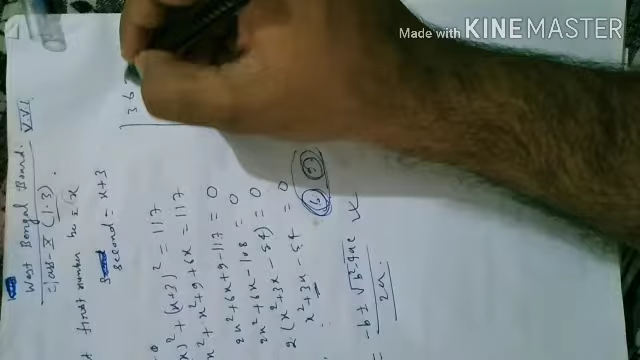 Made with KINEMASTER
West Bengal Board.
class-X (1.3)
first number be = x
second = x+3
x)² + (x+3)² = 117
x² + x² + 9 + 6x = 117
2x² + 6x + 9 - 117 = 0
2x² + 6x - 108 = 0
2(x² + 3x - 54) = 0
x² + 3x - 54 = 0
= -b ± √b²-4ac
2a
36